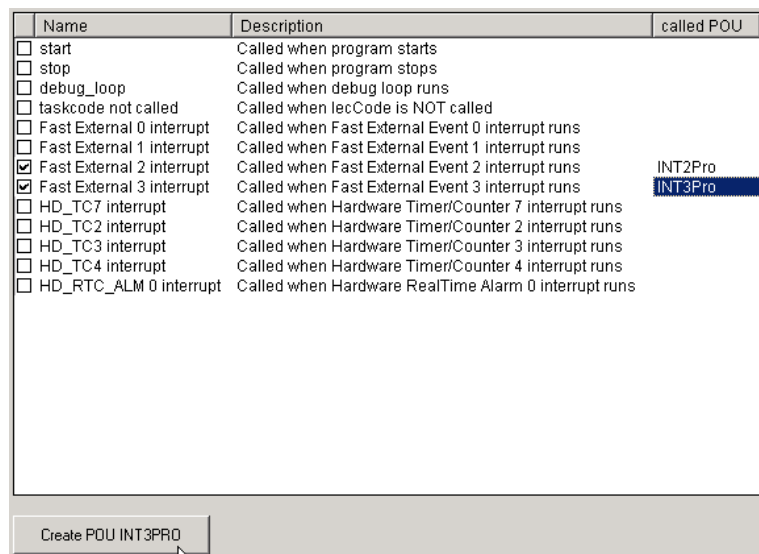 Name Description called POU
start Called when program starts
stop Called when program stops
debug_loop Called when debug loop runs
taskcode not called Called when IecCode is NOT called
Fast External 0 interrupt Called when Fast External Event 0 interrupt runs
Fast External 1 interrupt Called when Fast External Event 1 interrupt runs
Fast External 2 interrupt Called when Fast External Event 2 interrupt runs INT2Pro
Fast External 3 interrupt Called when Fast External Event 3 interrupt runs INT3Pro
HD_TC7 interrupt Called when Hardware Timer/Counter 7 interrupt runs
HD_TC2 interrupt Called when Hardware Timer/Counter 2 interrupt runs
HD_TC3 interrupt Called when Hardware Timer/Counter 3 interrupt runs
HD_TC4 interrupt Called when Hardware Timer/Counter 4 interrupt runs
HD_RTC_ALM 0 interrupt Called when Hardware RealTime Alarm 0 interrupt runs
Create POU INT3PRO